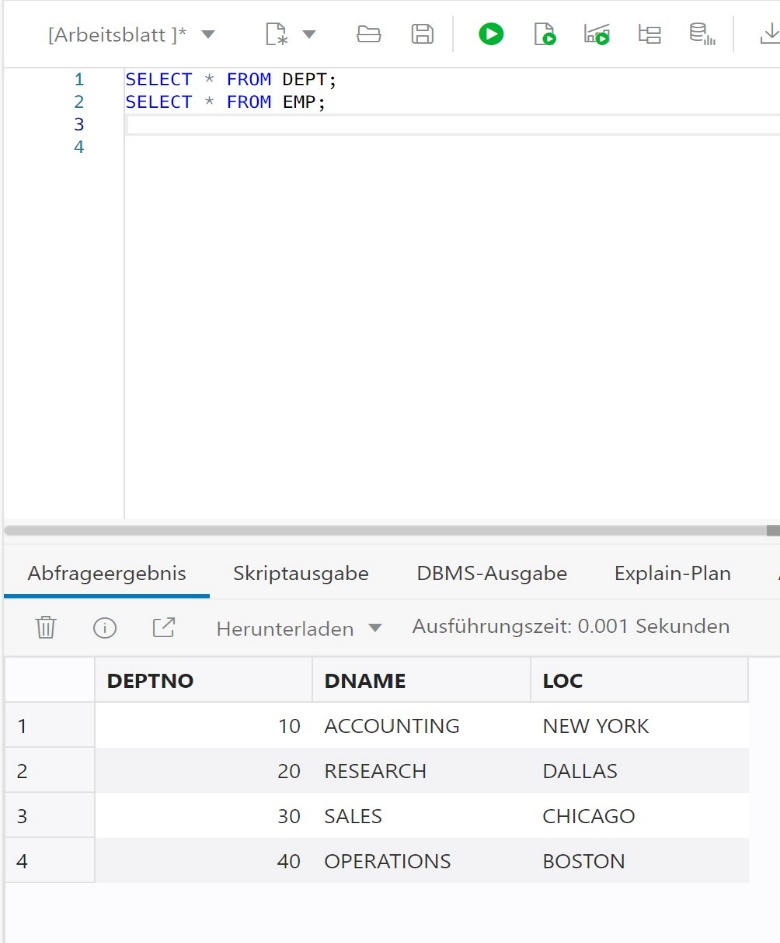 [Arbeitsblatt ]*
1 SELECT * FROM DEPT;
2 SELECT * FROM EMP;
3
4
Abfrageergebnis Skriptausgabe DBMS-Ausgabe Explain-Plan
Herunterladen Ausführungszeit: 0.001 Sekunden
DEPTNO DNAME LOC
1 10 ACCOUNTING NEW YORK
2 20 RESEARCH DALLAS
3 30 SALES CHICAGO
4 40 OPERATIONS BOSTON